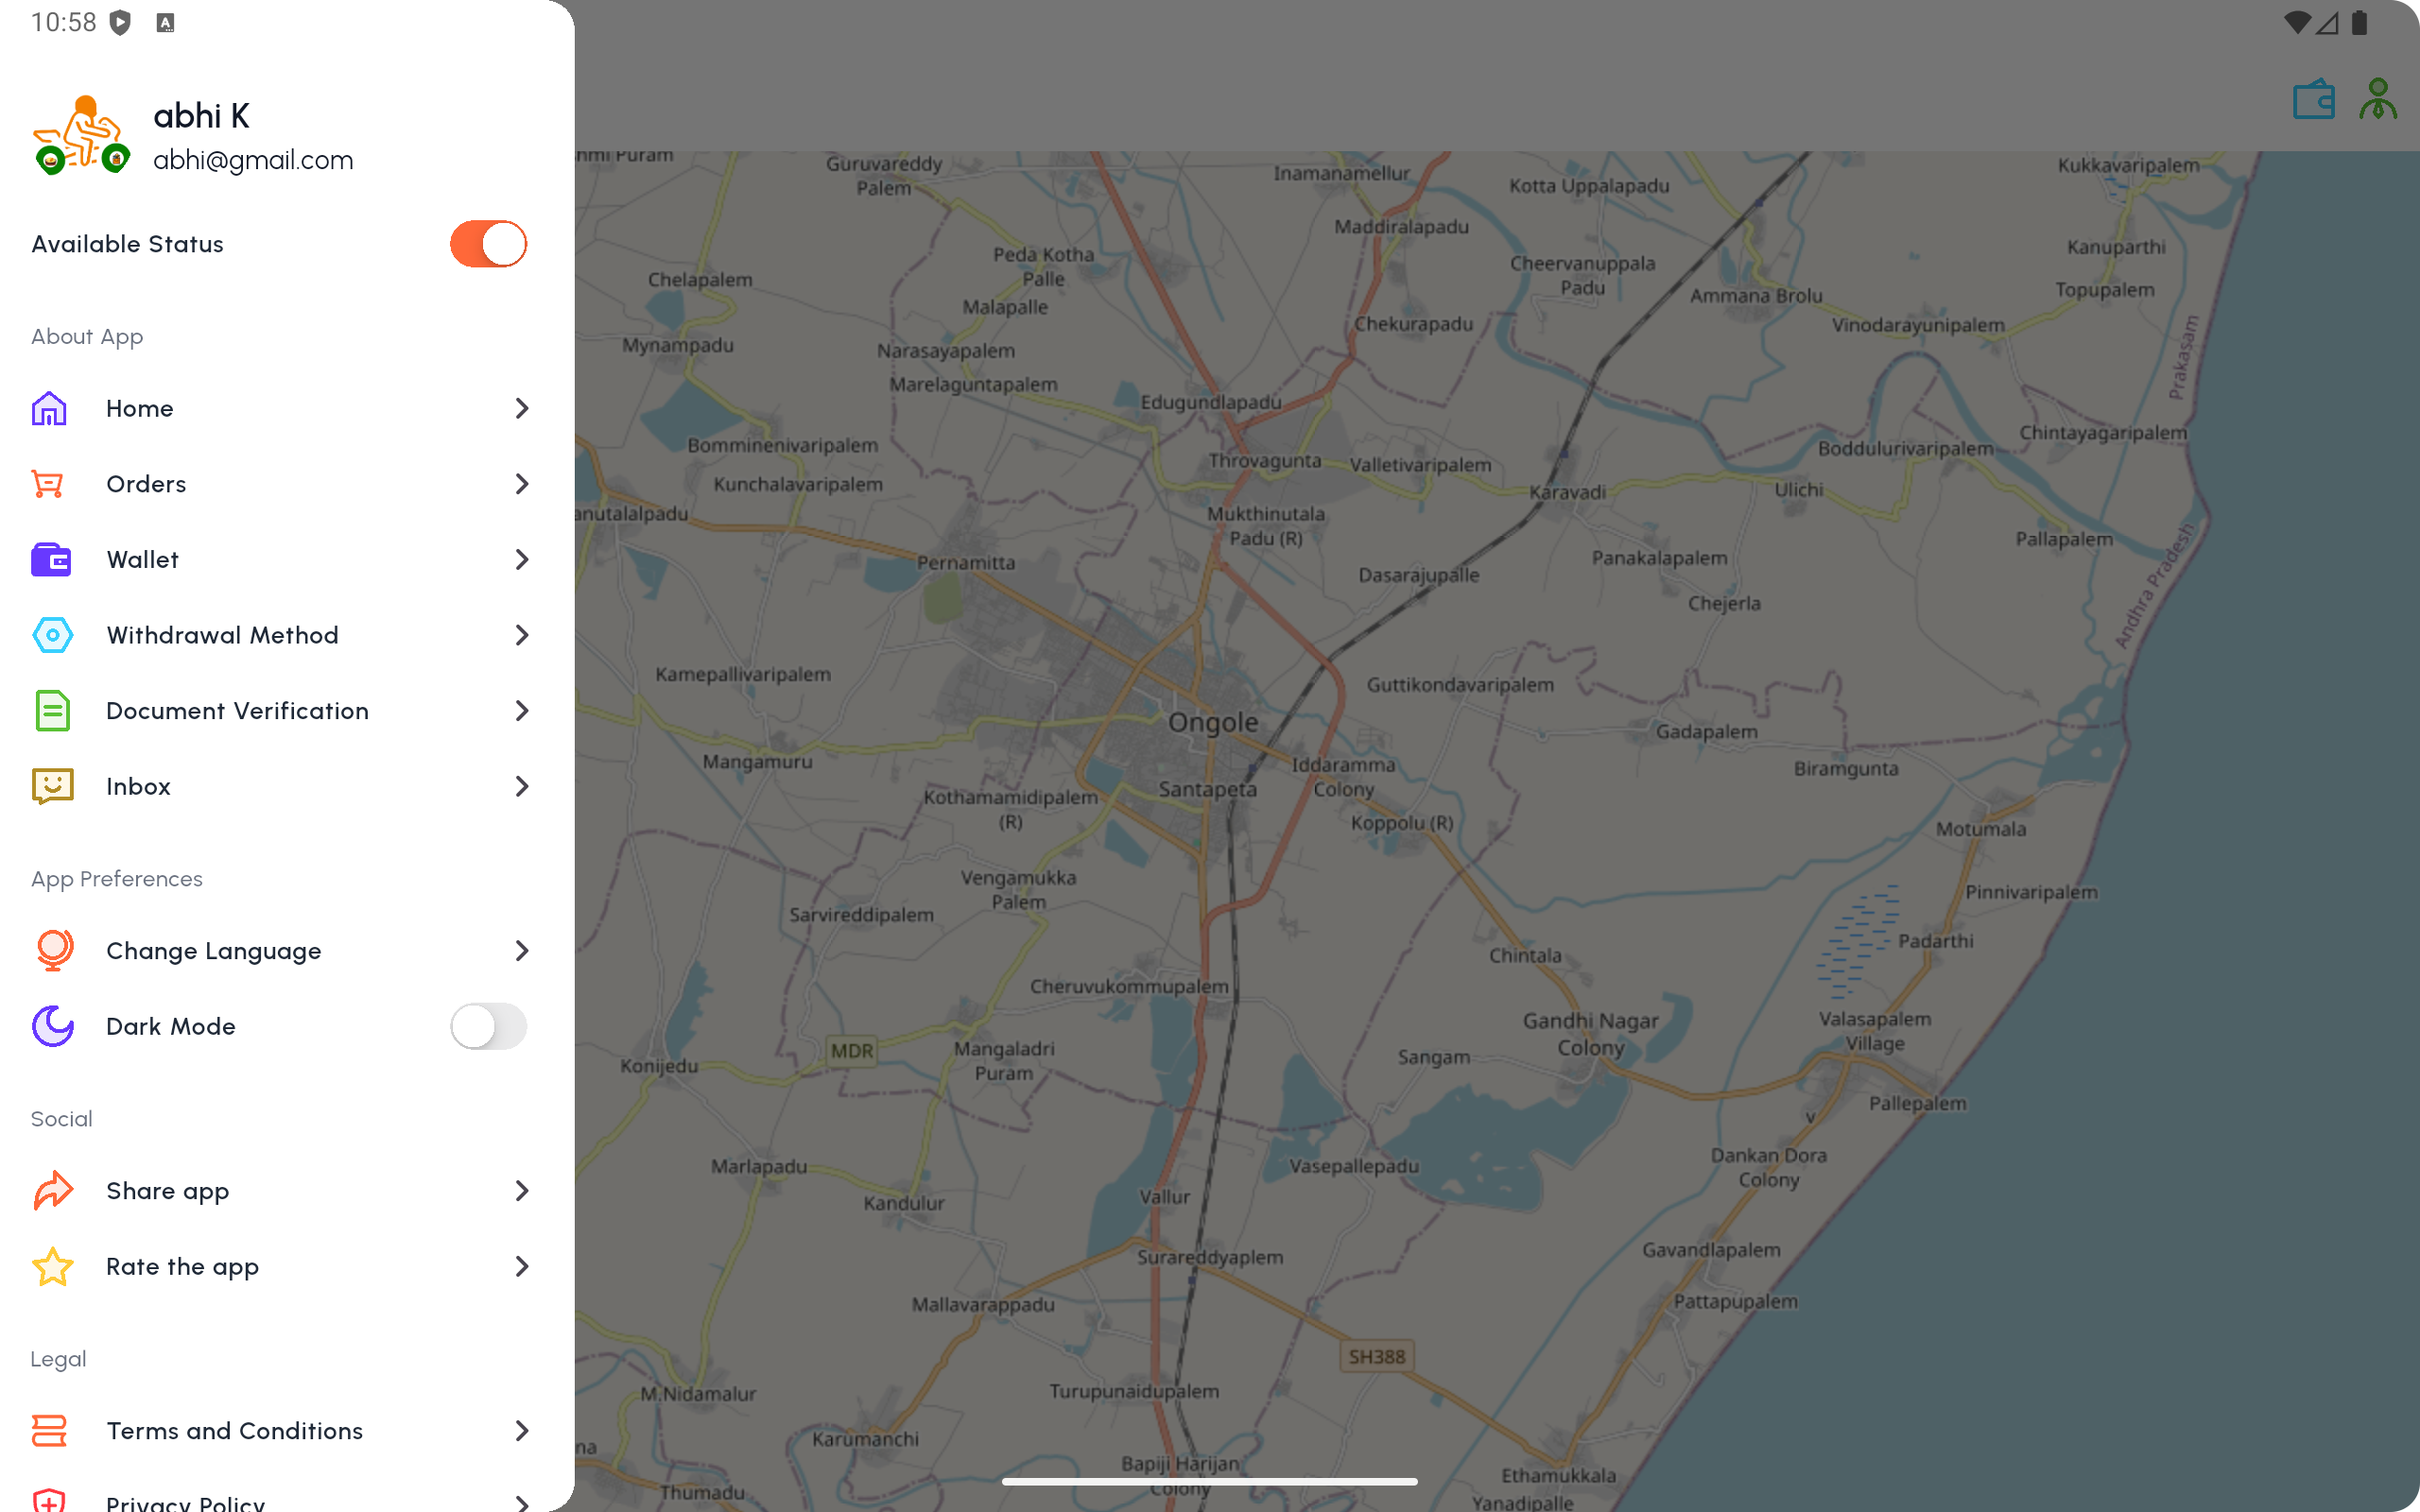 10:58
abhi K
abhi@gmail.com
Available Status
About App
Home
Orders
Wallet
Withdrawal Method
Document Verification
Inbox
App Preferences
Change Language
Dark Mode
Social
Share app
Rate the app
Legal
Terms and Conditions
Privacy Policy
Puram
Guruvareddy
Palem
Inamanamellur
Kotta Uppalapadu
Kukkavaripalem
Maddiralapadu
Kanuparthi
Peda Kotha
Palle
Cheervanuppala
Padu
Chelapalem
Topupalem
Ammana Brolu
Malapalle
Chekurapadu
Vinodarayunipalem
Mynampadu
Narasayapalem
Prakasam
Marelaguntapalem
Edugundlapadu
Chintayagaripalem
Bomminenivaripalem
Boddulurivaripalem
Throvagunta
Valletivaripalem
Kunchalavaripalem
Karavadi
Ulichi
anutalalpadu
Mukthinutala
Padu (R)
Pallapalem
Pernamitta
Panakalapalem
Dasarajupalle
Andhra Pradesh
Chejerla
Kamepallivaripalem
Guttikondavaripalem
Ongole
Gadapalem
Mangamuru
Iddaramma
Colony
Biramgunta
Santapeta
Kothamamidipalem
(R)
Koppolu (R)
Motumala
Vengamukka
Palem
Pinnivaripalem
Sarvireddipalem
Padarthi
Chintala
Cheruvukommupalem
Gandhi Nagar
Colony
Valasapalem
Village
MDR
Mangaladri
Puram
Sangam
Konijedu
Pallepalem
v
Dankan Dora
Colony
Marlapadu
Vasepallepadu
Kandulur
Vallur
Gavandlapalem
Surareddyaplem
Mallavarappadu
Pattapupalem
SH388
M.Nidamalur
Turupunaidupalem
Karumanchi
na
Bapiji Harijan
Colony
Ethamukkala
Thumadu
Yanadipalle